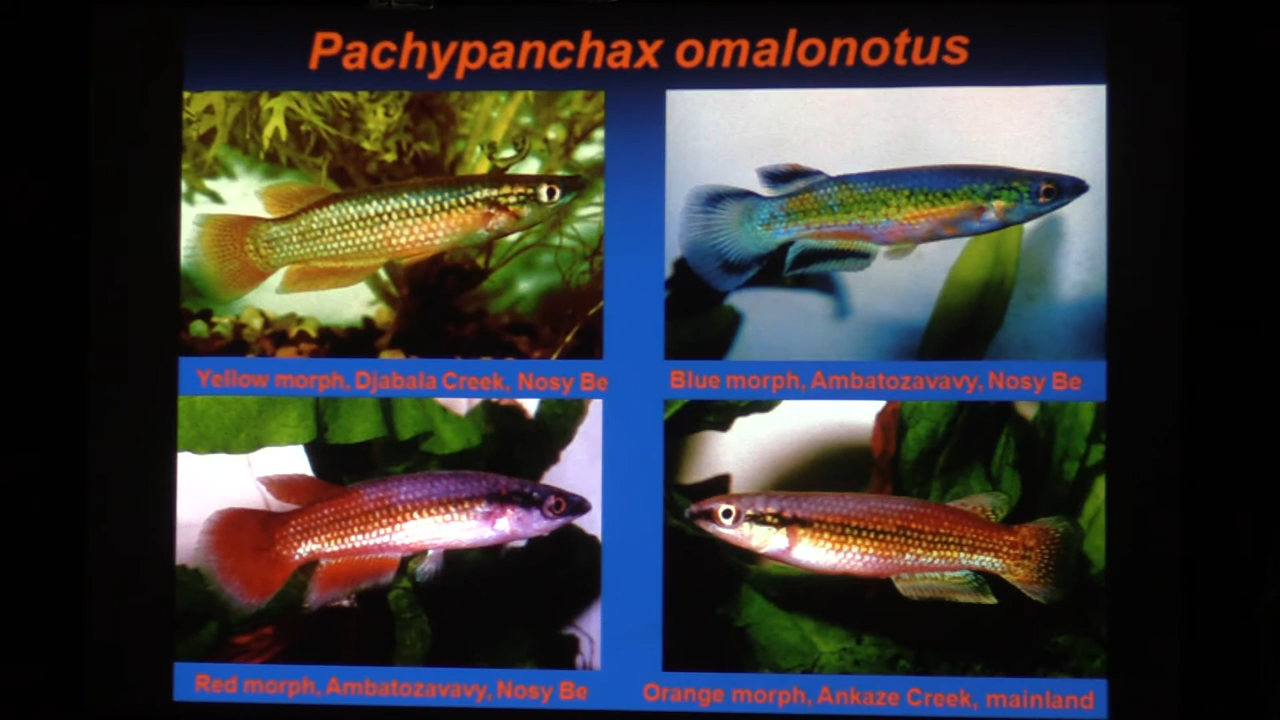 Pachypanchax omalonotus
Yellow morph, Djabala Creek, Nosy Be
Blue morph, Ambatozavavy, Nosy Be
Red morph, Ambatozavavy, Nosy Be
Orange morph, Ankaze Creek, mainland